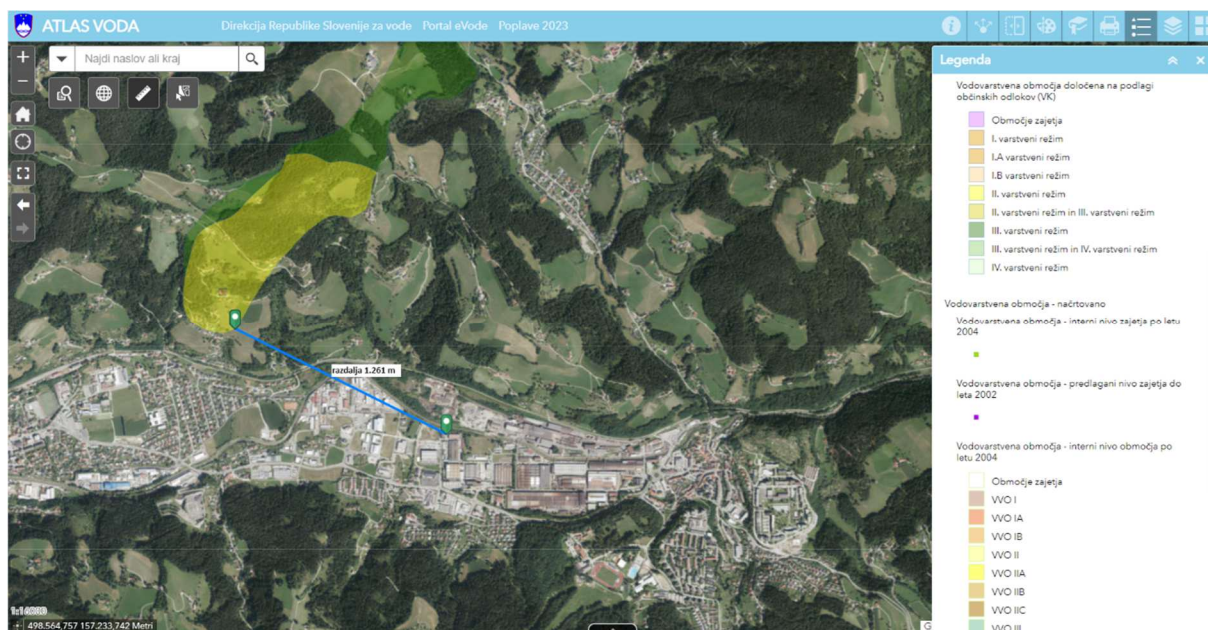 ATLAS VODA
Direkcija Republike Slovenije za vode Portal eVode Poplave 2023
Najdi naslov ali kraj
razdalja 1.261 m
498.564,757 157.233,742 Metri
Legenda
Vodovarstvena območja določena na podlagi
občinskih odlokov (VK)
Območje zajetja
I. varstveni režim
I.A varstveni režim
I.B varstveni režim
II. varstveni režim
II. varstveni režim in III. varstveni režim
III. varstveni režim
III. varstveni režim in IV. varstveni režim
IV. varstveni režim
Vodovarstvena območja - načrtovano
Vodovarstvena območja - interni nivo zajetja po letu
2004
Vodovarstvena območja - predlagani nivo zajetja do
leta 2002
Vodovarstvena območja - interni nivo območja po
letu 2004
Območje zajetja
VVO I
VVO IA
VVO IB
VVO II
VVO IIA
VVO IIB
VVO IIC
VVO III